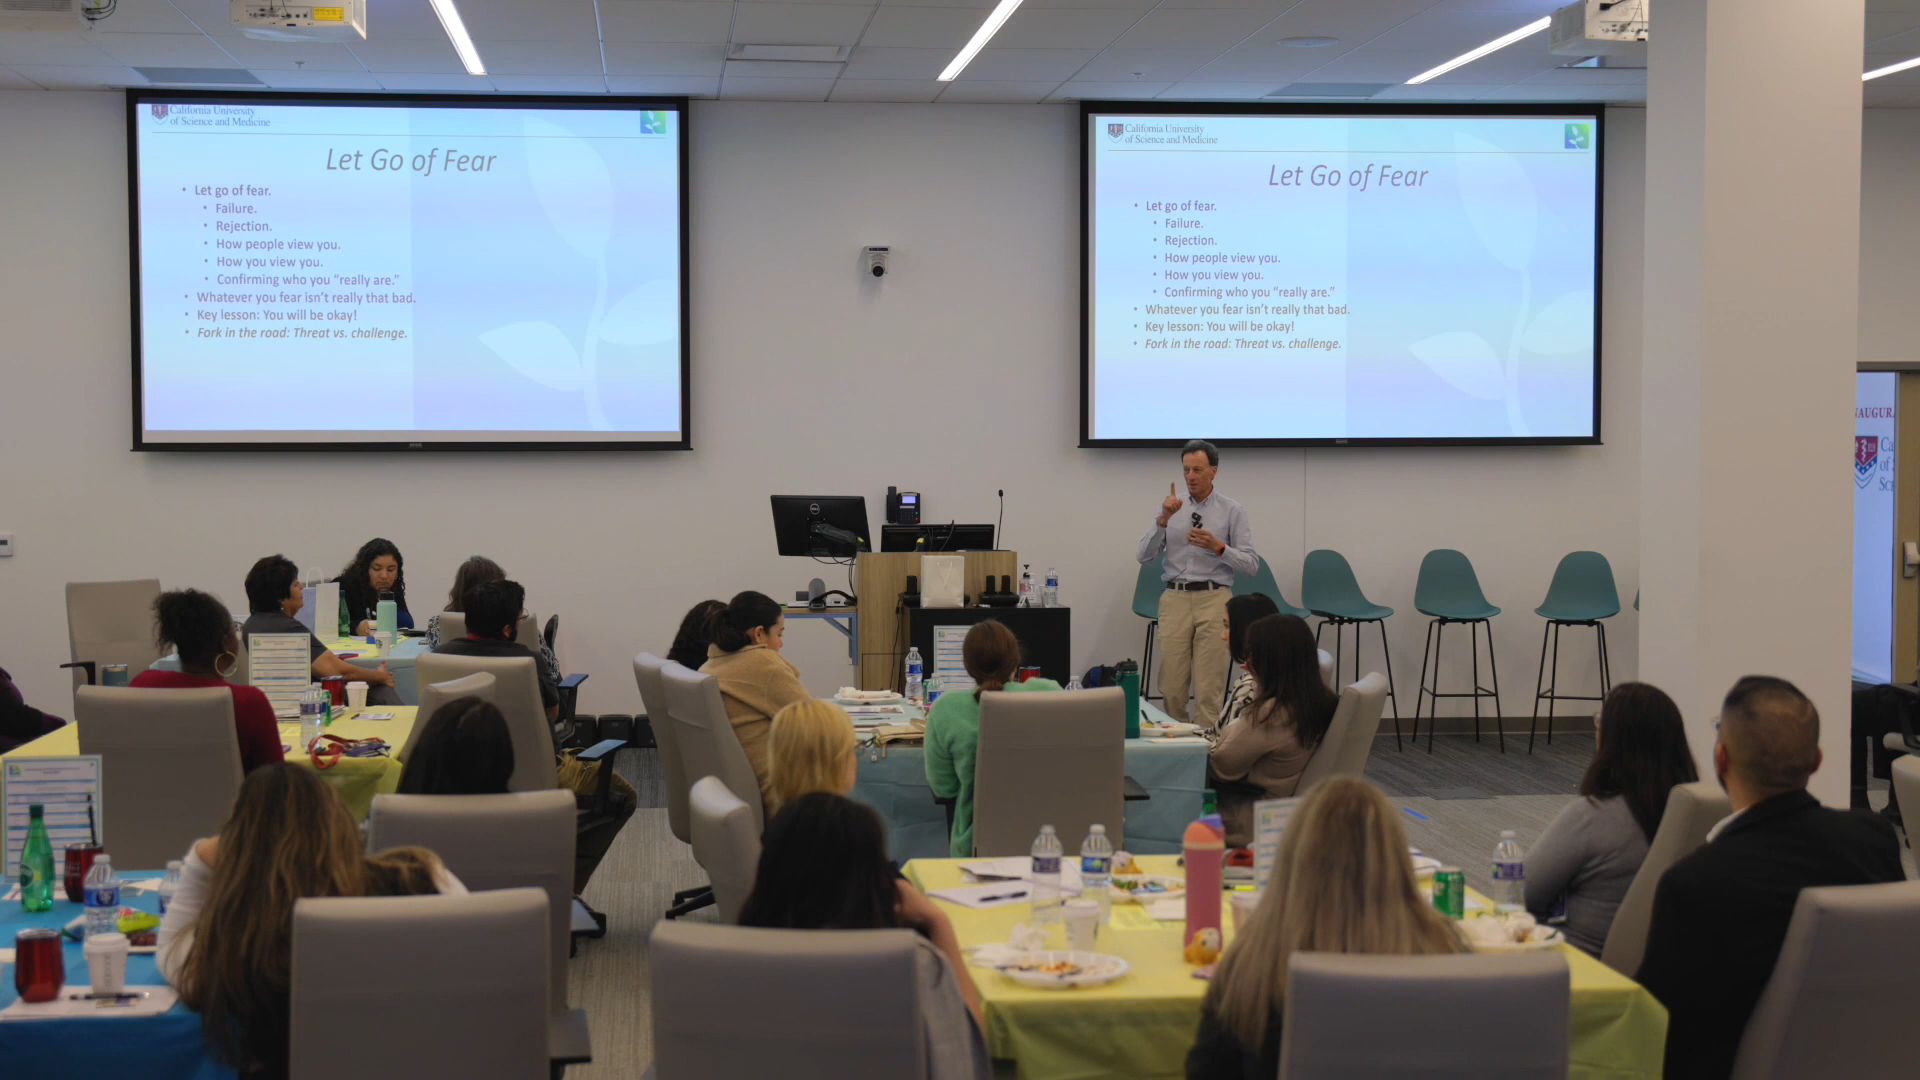 California University
of Science and Medicine
Let Go of Fear
• Let go of fear.
• Failure.
• Rejection.
• How people view you.
• How you view you.
• Confirming who you “really are.”
• Whatever you fear isn’t really that bad.
• Key lesson: You will be okay!
• Fork in the road: Threat vs. challenge.
California University
of Science and Medicine
Let Go of Fear
• Let go of fear.
• Failure.
• Rejection.
• How people view you.
• How you view you.
• Confirming who you “really are.”
• Whatever you fear isn’t really that bad.
• Key lesson: You will be okay!
• Fork in the road: Threat vs. challenge.
NAUGUR
Ca
of
Sc
DELL